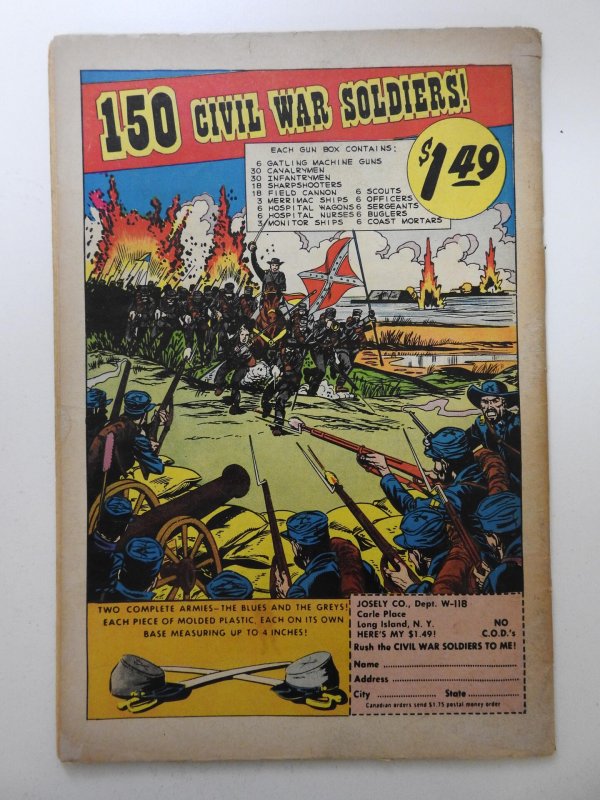 150 CIVIL WAR SOLDIERS!
EACH GUN BOX CONTAINS:
$1.49
6 GATLING MACHINE GUNS
30 CAVALRYMEN
30 INFANTRYMEN
18 SHARPSHOOTERS
18 FIELD CANNON
3 MERRIMAC SHIPS
6 HOSPITAL WAGONS
6 HOSPITAL NURSES
3 MONITOR SHIPS
6 SCOUTS
6 OFFICERS
6 SERGEANTS
6 BUGLERS
6 COAST MORTARS
TWO COMPLETE ARMIES—THE BLUES AND THE GREYS!
EACH PIECE OF MOLDED PLASTIC, EACH ON ITS OWN
BASE MEASURING UP TO 4 INCHES!
JOSELY CO., Dept. W-118
Carle Place
Long Island, N. Y.
HERE'S MY $1.49!
NO
C.O.D.'s
Rush the CIVIL WAR SOLDIERS TO ME!
Name
Address
City State
Canadian orders send $1.75 postal money order